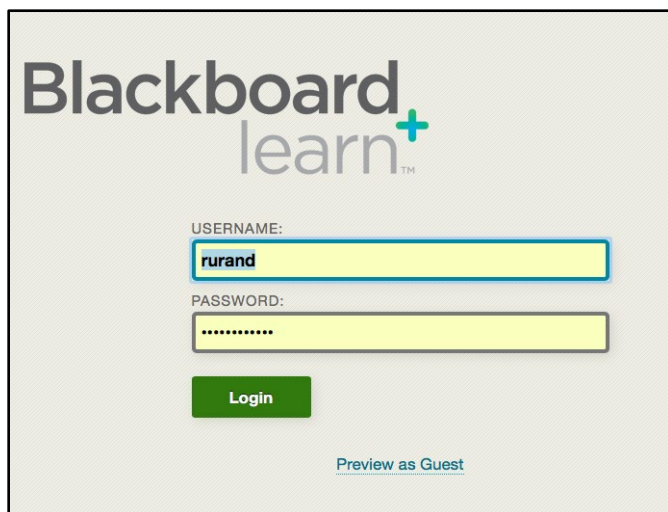 Blackboard
learn+™
USERNAME:
rurand
PASSWORD:
••••••••••••
Login
Preview as Guest